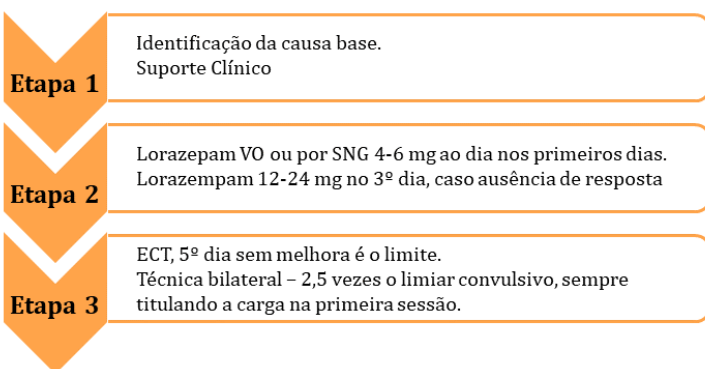 Etapa 1
Identificação da causa base.
Suporte Clínico
Etapa 2
Lorazepam VO ou por SNG 4-6 mg ao dia nos primeiros dias.
Lorazempam 12-24 mg no 3º dia, caso ausência de resposta
Etapa 3
ECT, 5º dia sem melhora é o limite.
Técnica bilateral – 2,5 vezes o limiar convulsivo, sempre
titulando a carga na primeira sessão.